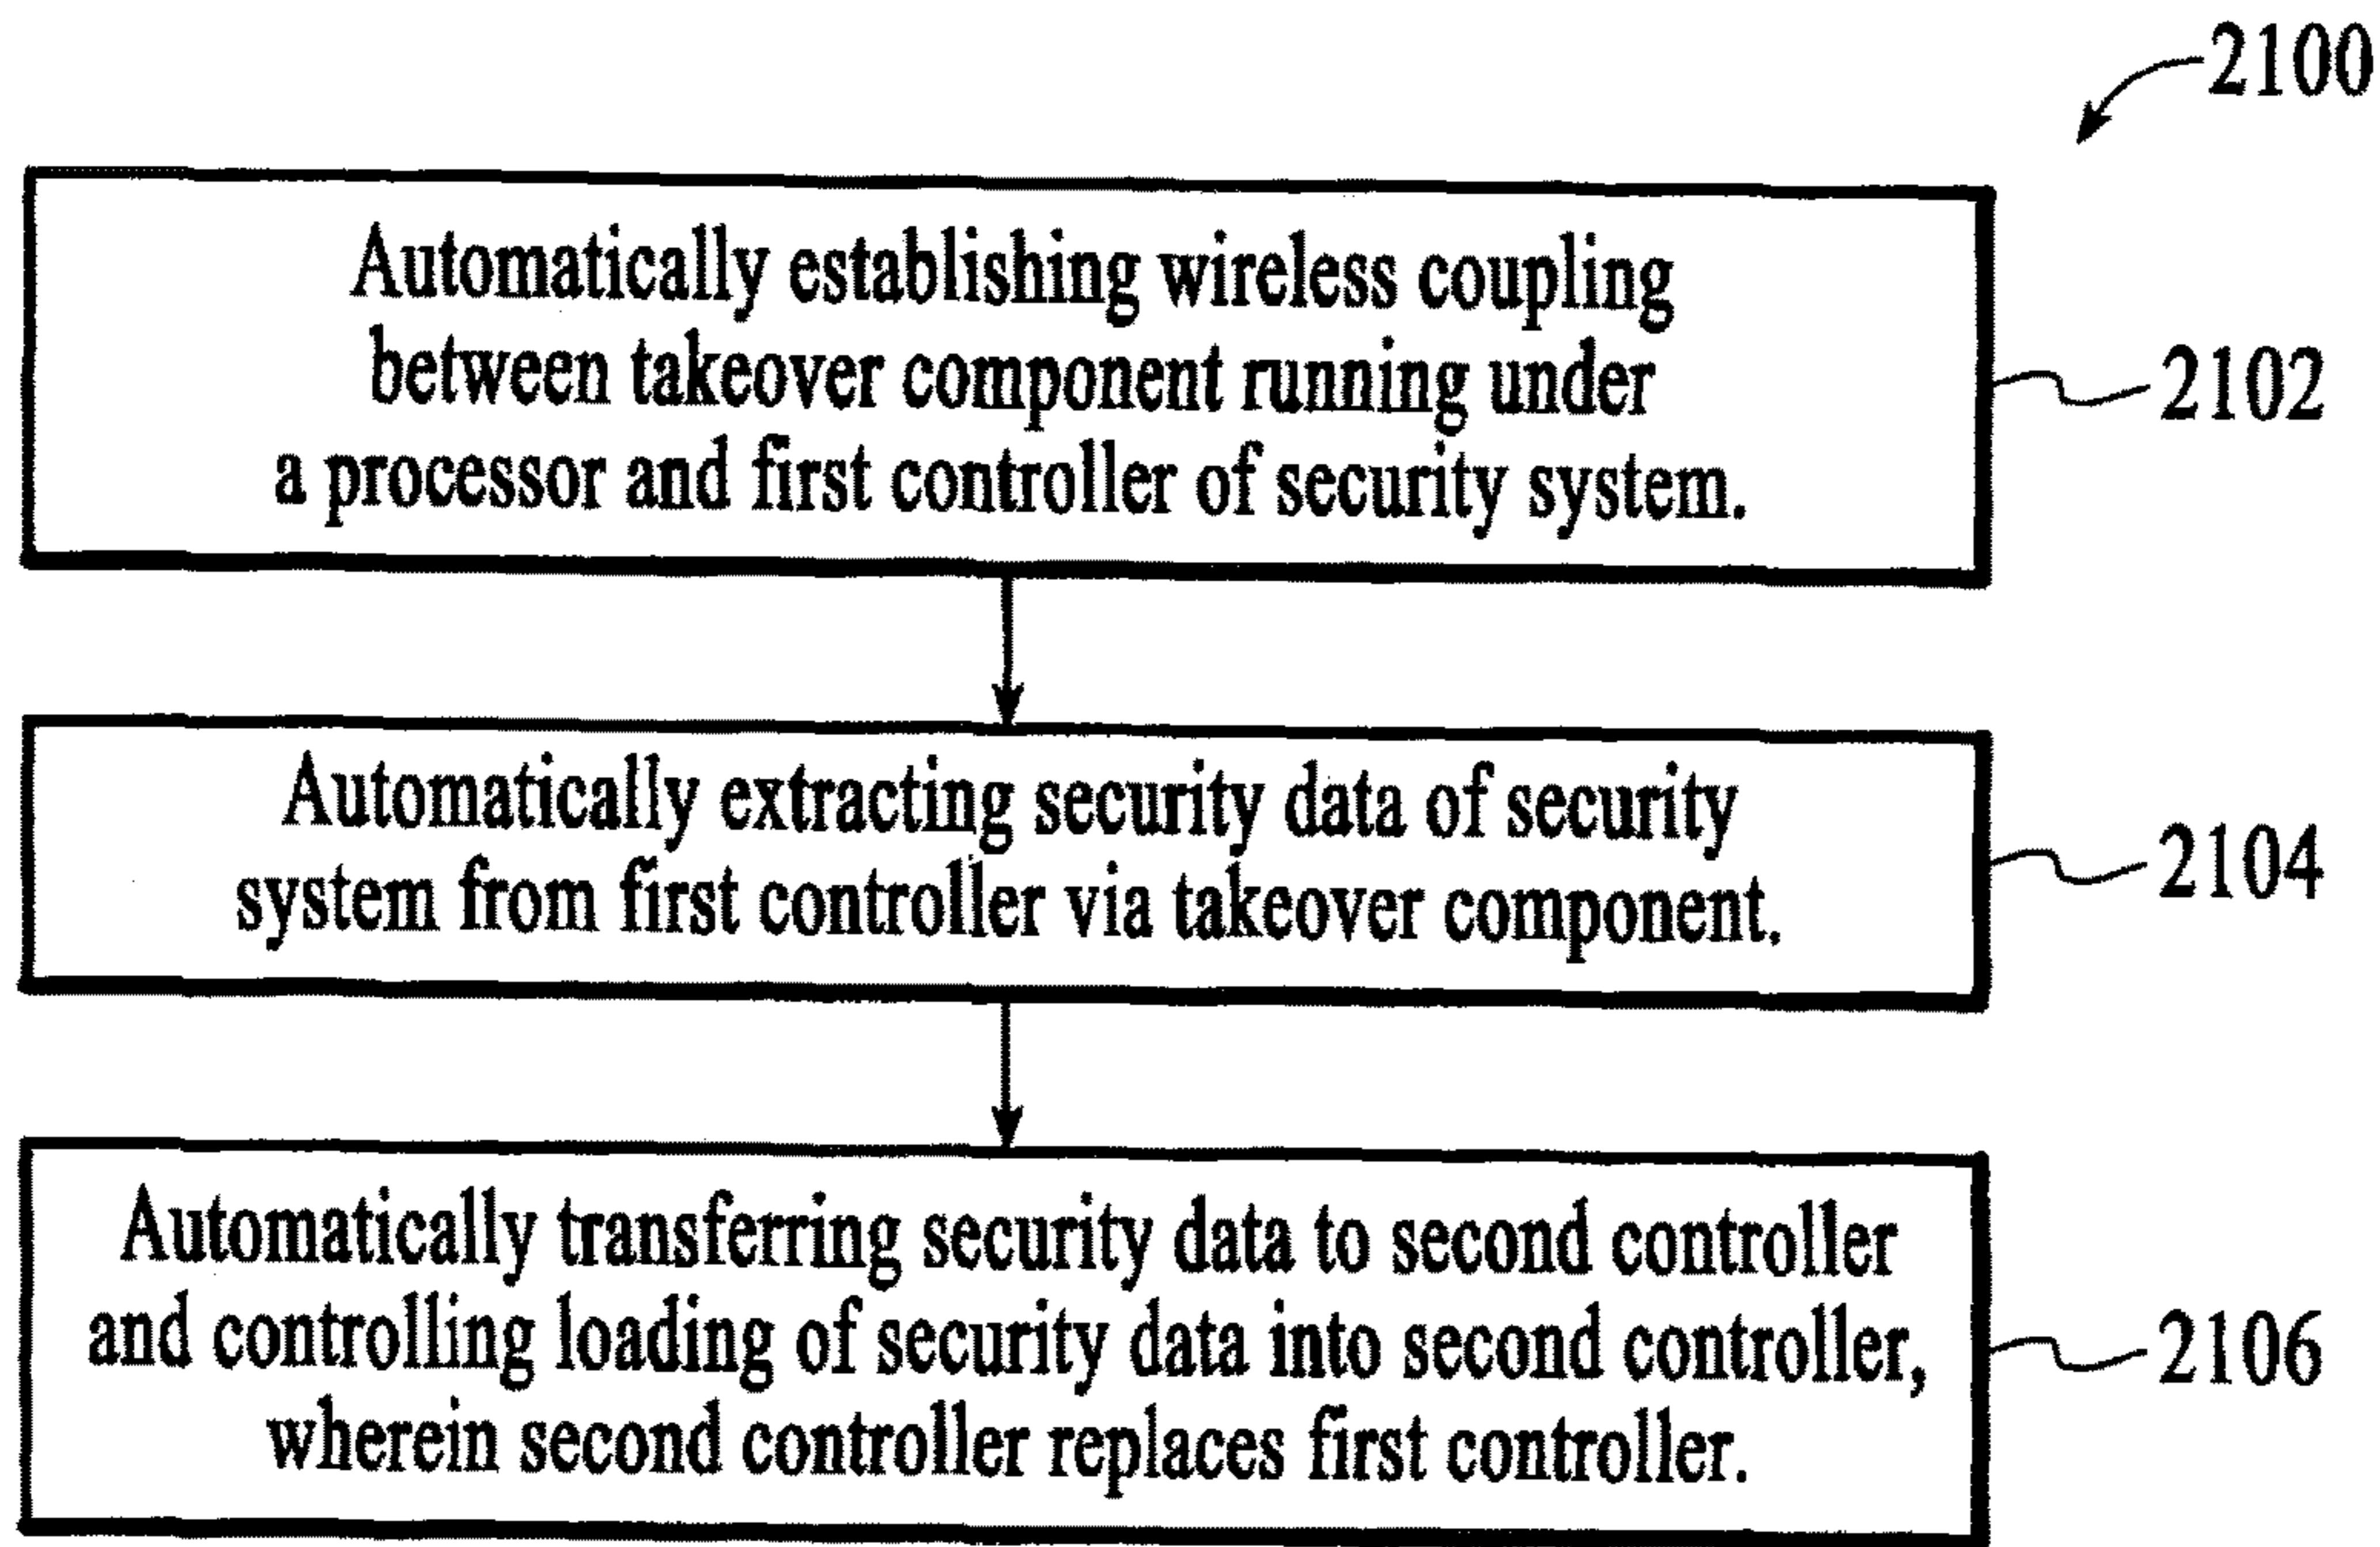 2100
Automatically establishing wireless coupling
between takeover component running under
a processor and first controller of security system.
2102
Automatically extracting security data of security
system from first controller via takeover component.
2104
Automatically transferring security data to second controller
and controlling loading of security data into second controller,
wherein second controller replaces first controller.
2106